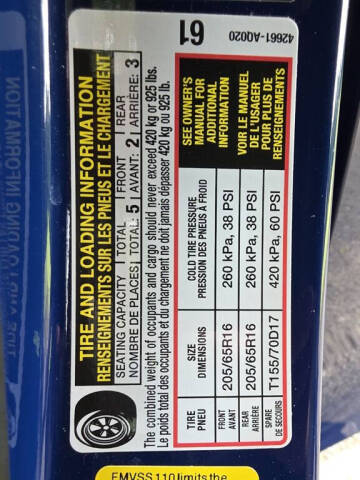 TIRE AND LOADING INFORMATION
RENSEIGNEMENTS SUR LES PNEUS ET LE CHARGEMENT
SEATING CAPACITY TOTAL 5 FRONT 2 REAR 3
NOMBRE DE PLACES TOTAL AVANT: ARRIÈRE:
The combined weight of occupants and cargo should never exceed 420 kg or 925 lbs.
Le poids total des occupants et du chargement ne doit jamais dépasser 420 kg ou 925 lb.
TIRE SIZE COLD TIRE PRESSURE
PNEU DIMENSIONS PRESSION DES PNEUS À FROID
FRONT
AVANT 205/65R16 260 kPa, 38 PSI
REAR
ARRIÈRE 205/65R16 260 kPa, 38 PSI
SPARE
DE SECOURS T155/70D17 420 kPa, 60 PSI
SEE OWNER'S
MANUAL FOR
ADDITIONAL
INFORMATION
VOIR LE MANUEL
DE L'USAGER
POUR PLUS DE
RENSEIGNEMENTS
61
42661-AQ020
EMVSS 110 limits the